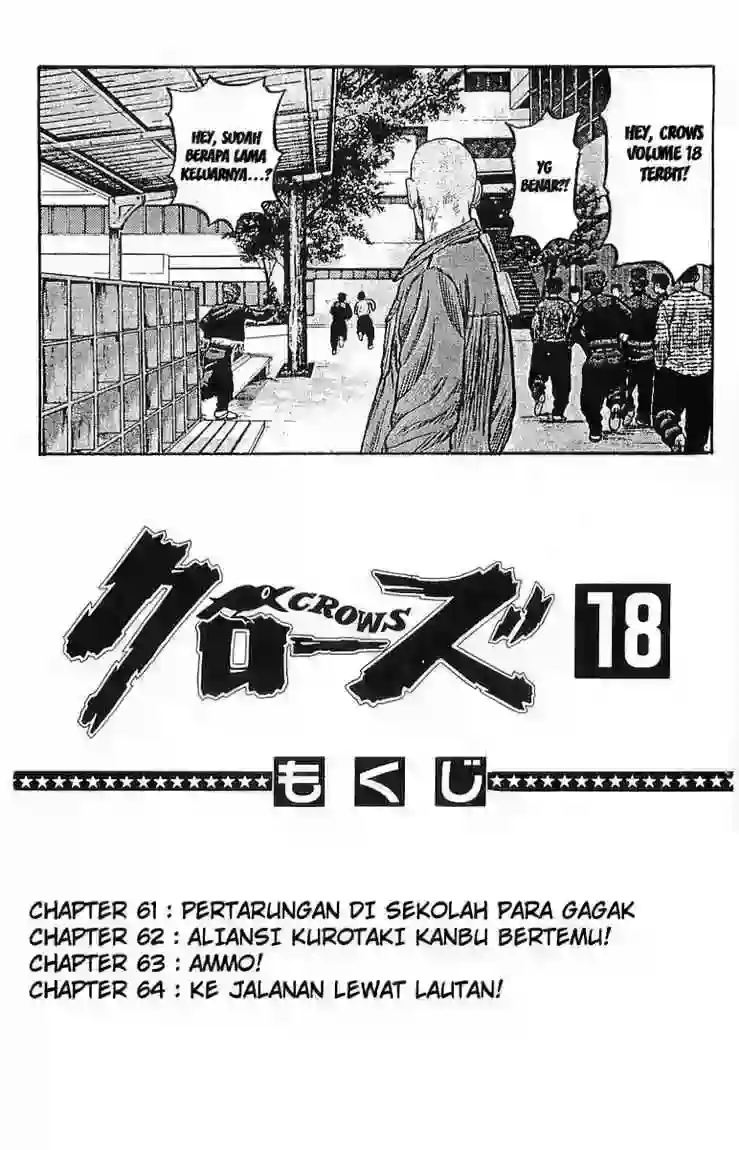 HEY, CROWS
VOLUME 18
TERBIT!
YG
BENAR?!
HEY, SUDAH
BERAPA LAMA
KELUARNYA...?
クローズ
CROWS
18
もくじ
CHAPTER 61 : PERTARUNGAN DI SEKOLAH PARA GAGAK
CHAPTER 62 : ALIANSI KUROTAKI KANBU BERTEMU!
CHAPTER 63 : AMMO!
CHAPTER 64 : KE JALANAN LEWAT LAUTAN!